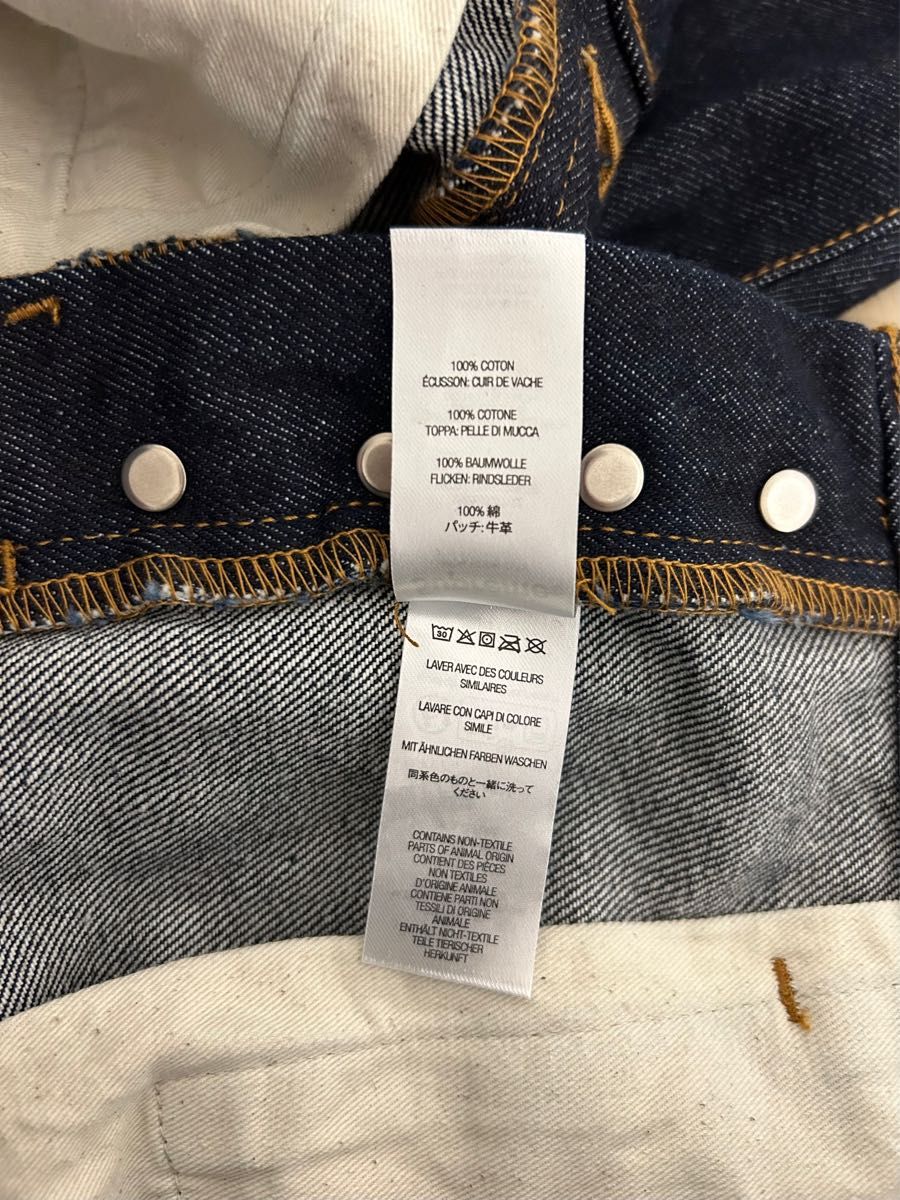 100% COTON
ÉCUSSON: CUIR DE VACHE
100% COTONE
TOPPA: PELLE DI MUCCA
100% BAUMWOLLE
FLICKEN: RINDSLEDER
100% 綿
パッチ: 牛革
30
LAVER AVEC DES COULEURS
SIMILAIRES
LAVARE CON CAPI DI COLORE
SIMILE
MIT ÄHNLICHEN FARBEN WASCHEN
同系色のものと一緒に洗って
ください
CONTAINS NON-TEXTILE
PARTS OF ANIMAL ORIGIN
CONTIENT DES PIÈCES
NON TEXTILES
D'ORIGINE ANIMALE
CONTIENE PARTI NON
TESSILI DI ORIGINE
ANIMALE
ENTHÄLT NICHT-TEXTILE
TEILE TIERISCHER
HERKUNFT